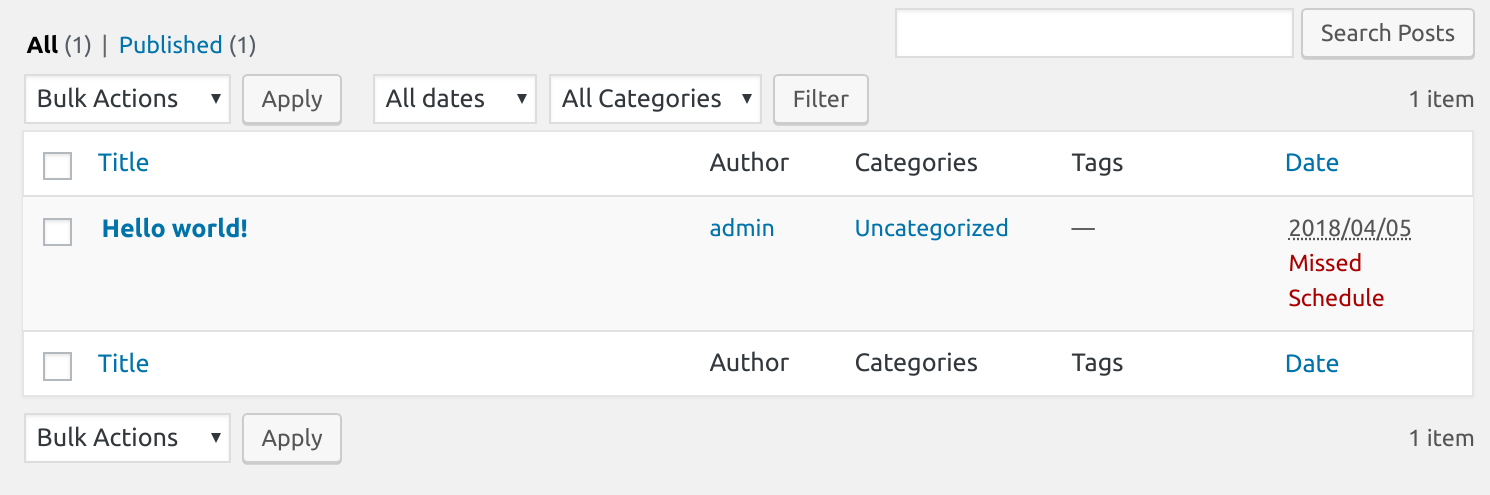 All (1) | Published (1)
Search Posts
Bulk Actions Apply All dates All Categories Filter 1 item
Title Author Categories Tags Date
Hello world! admin Uncategorized — 2018/04/05
Missed
Schedule
Title Author Categories Tags Date
Bulk Actions Apply 1 item